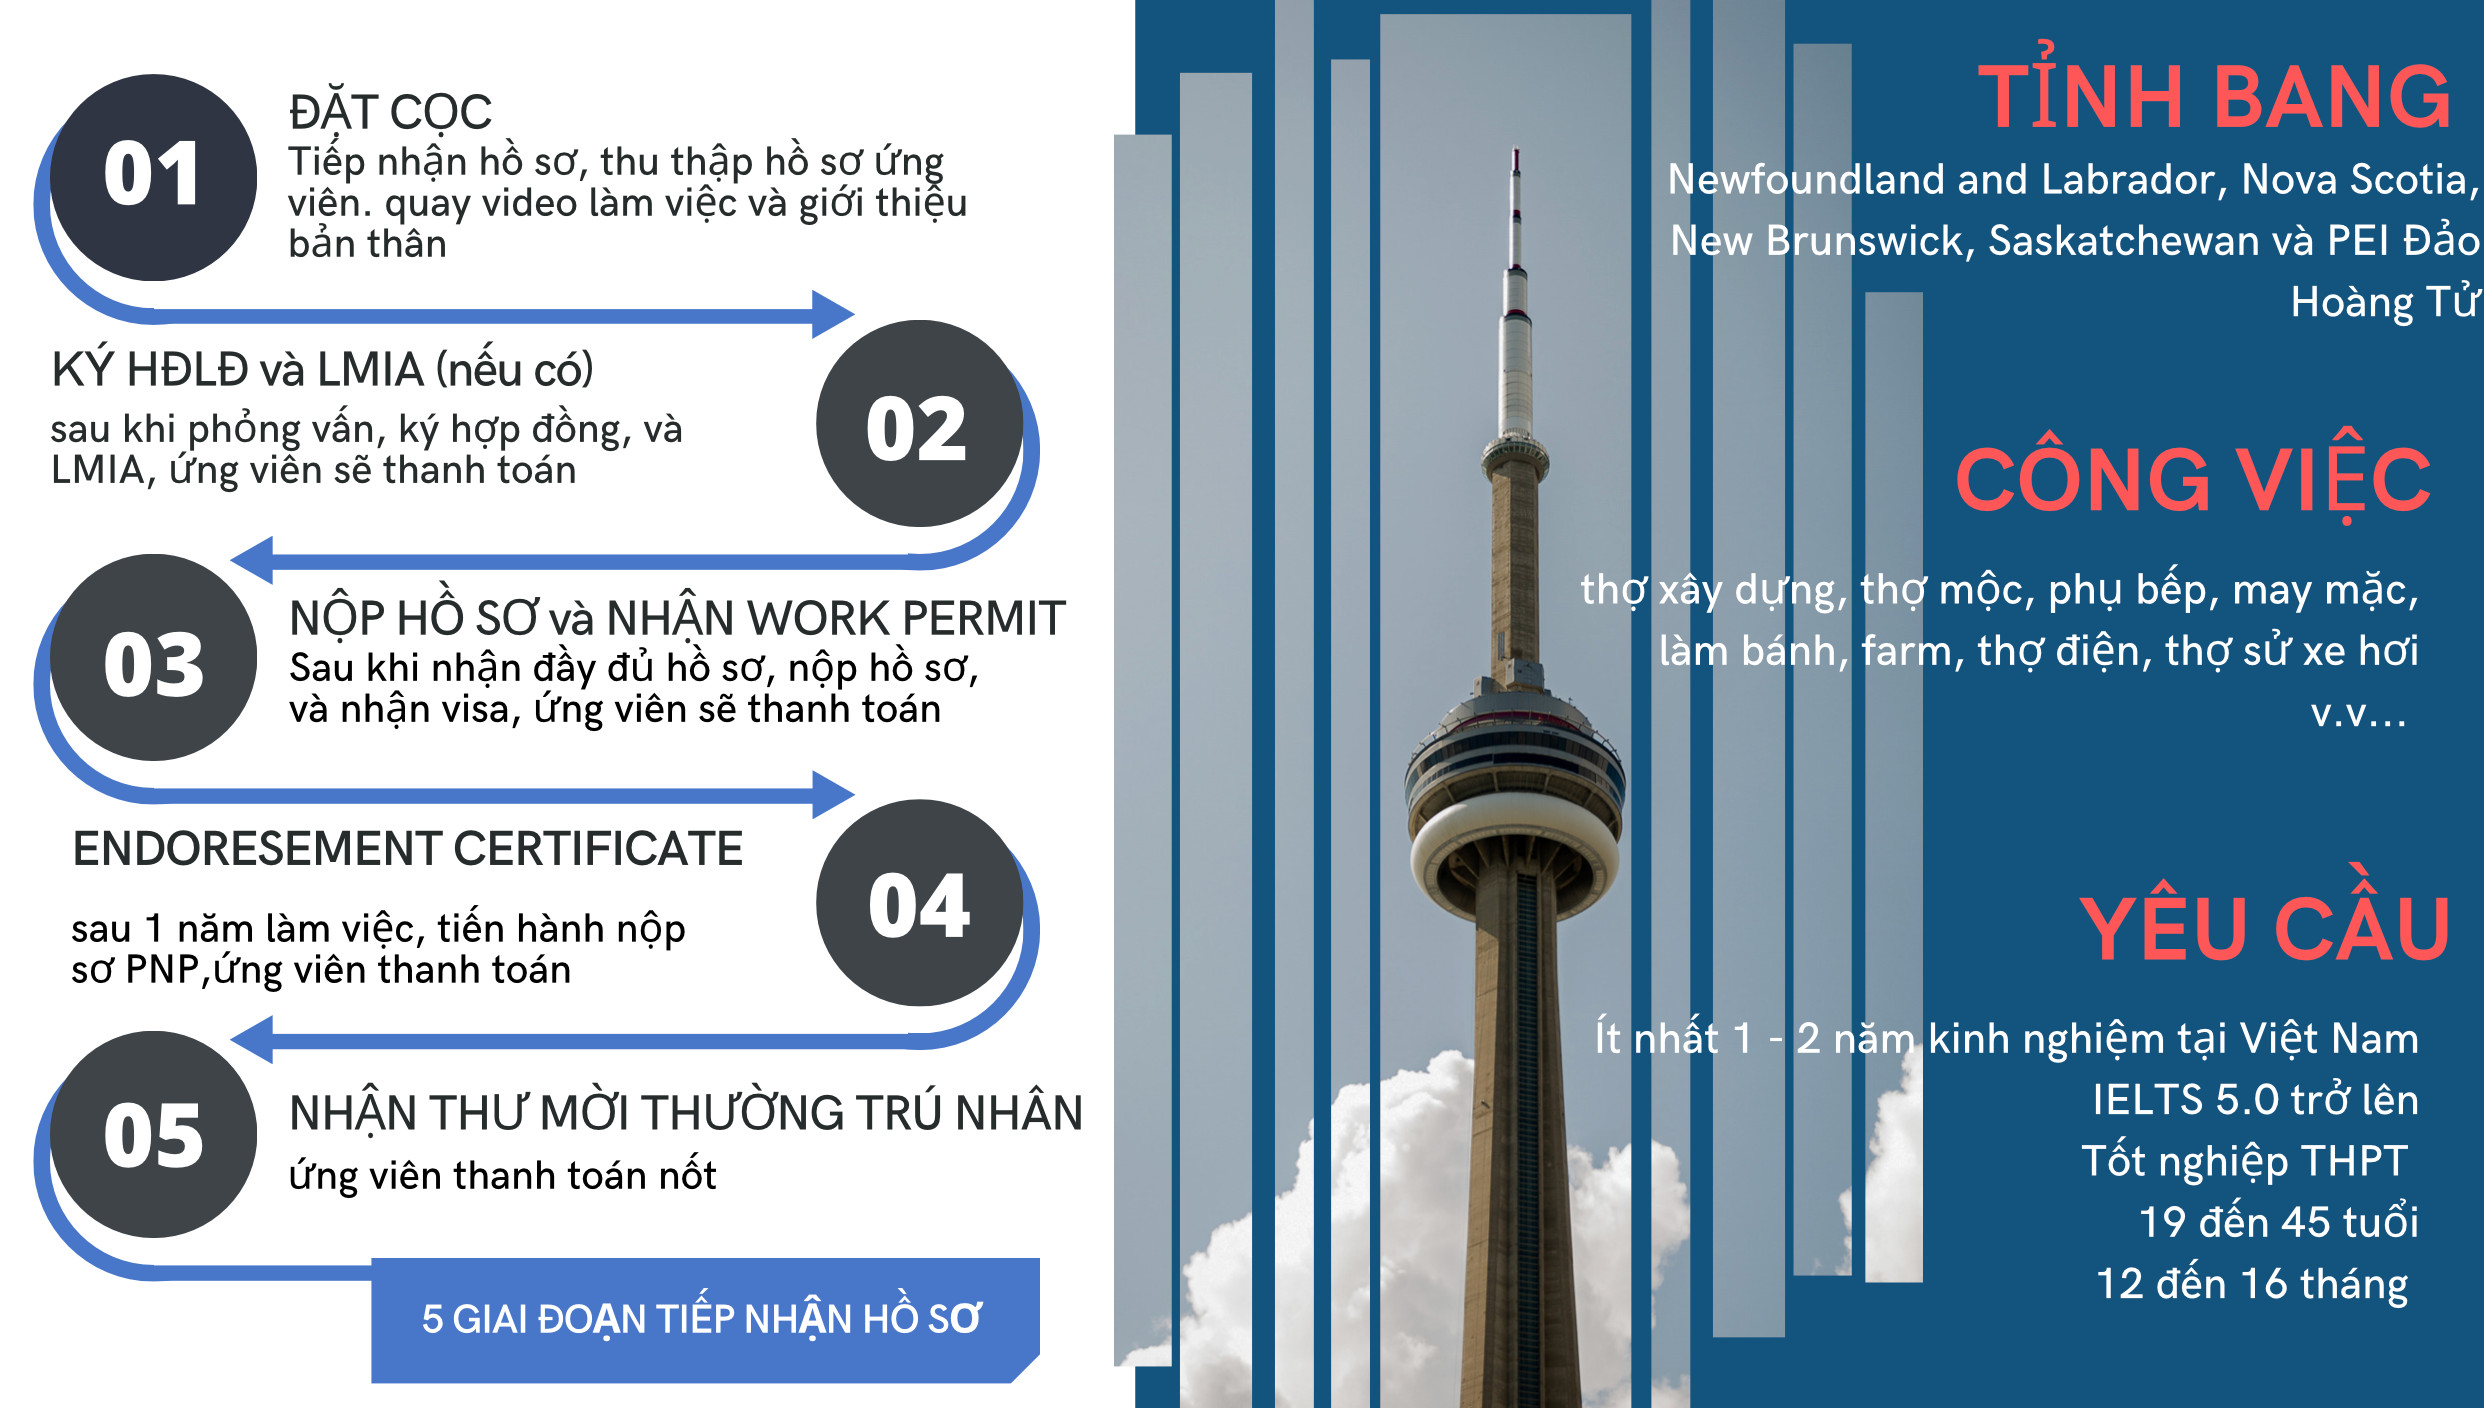 01
ĐẶT CỌC
Tiếp nhận hồ sơ, thu thập hồ sơ ứng
viên. quay video làm việc và giới thiệu
bản thân
KÝ HĐLĐ và LMIA (nếu có)
sau khi phỏng vấn, ký hợp đồng, và
LMIA, ứng viên sẽ thanh toán
02
03
NỘP HỒ SƠ và NHẬN WORK PERMIT
Sau khi nhận đầy đủ hồ sơ, nộp hồ sơ,
và nhận visa, ứng viên sẽ thanh toán
ENDORESEMENT CERTIFICATE
sau 1 năm làm việc, tiến hành nộp
sơ PNP,ứng viên thanh toán
04
05
NHẬN THƯ MỜI THƯỜNG TRÚ NHÂN
ứng viên thanh toán nốt
5 GIAI ĐOẠN TIẾP NHẬN HỒ SƠ
TỈNH BANG
Newfoundland and Labrador, Nova Scotia,
New Brunswick, Saskatchewan và PEI Đảo
Hoàng Tử
CÔNG VIỆC
thợ xây dựng, thợ mộc, phụ bếp, may mặc,
làm bánh, farm, thợ điện, thợ sử xe hơi
v.v...
YÊU CẦU
Ít nhất 1 - 2 năm kinh nghiệm tại Việt Nam
IELTS 5.0 trở lên
Tốt nghiệp THPT
19 đến 45 tuổi
12 đến 16 tháng